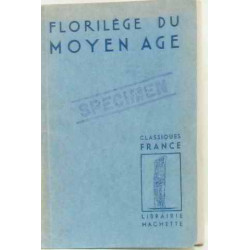 FLORILÈGE DU
MOYEN AGE
SPECIMEN
CLASSIQUES
FRANCE
LIBRAIRIE
HACHETTE